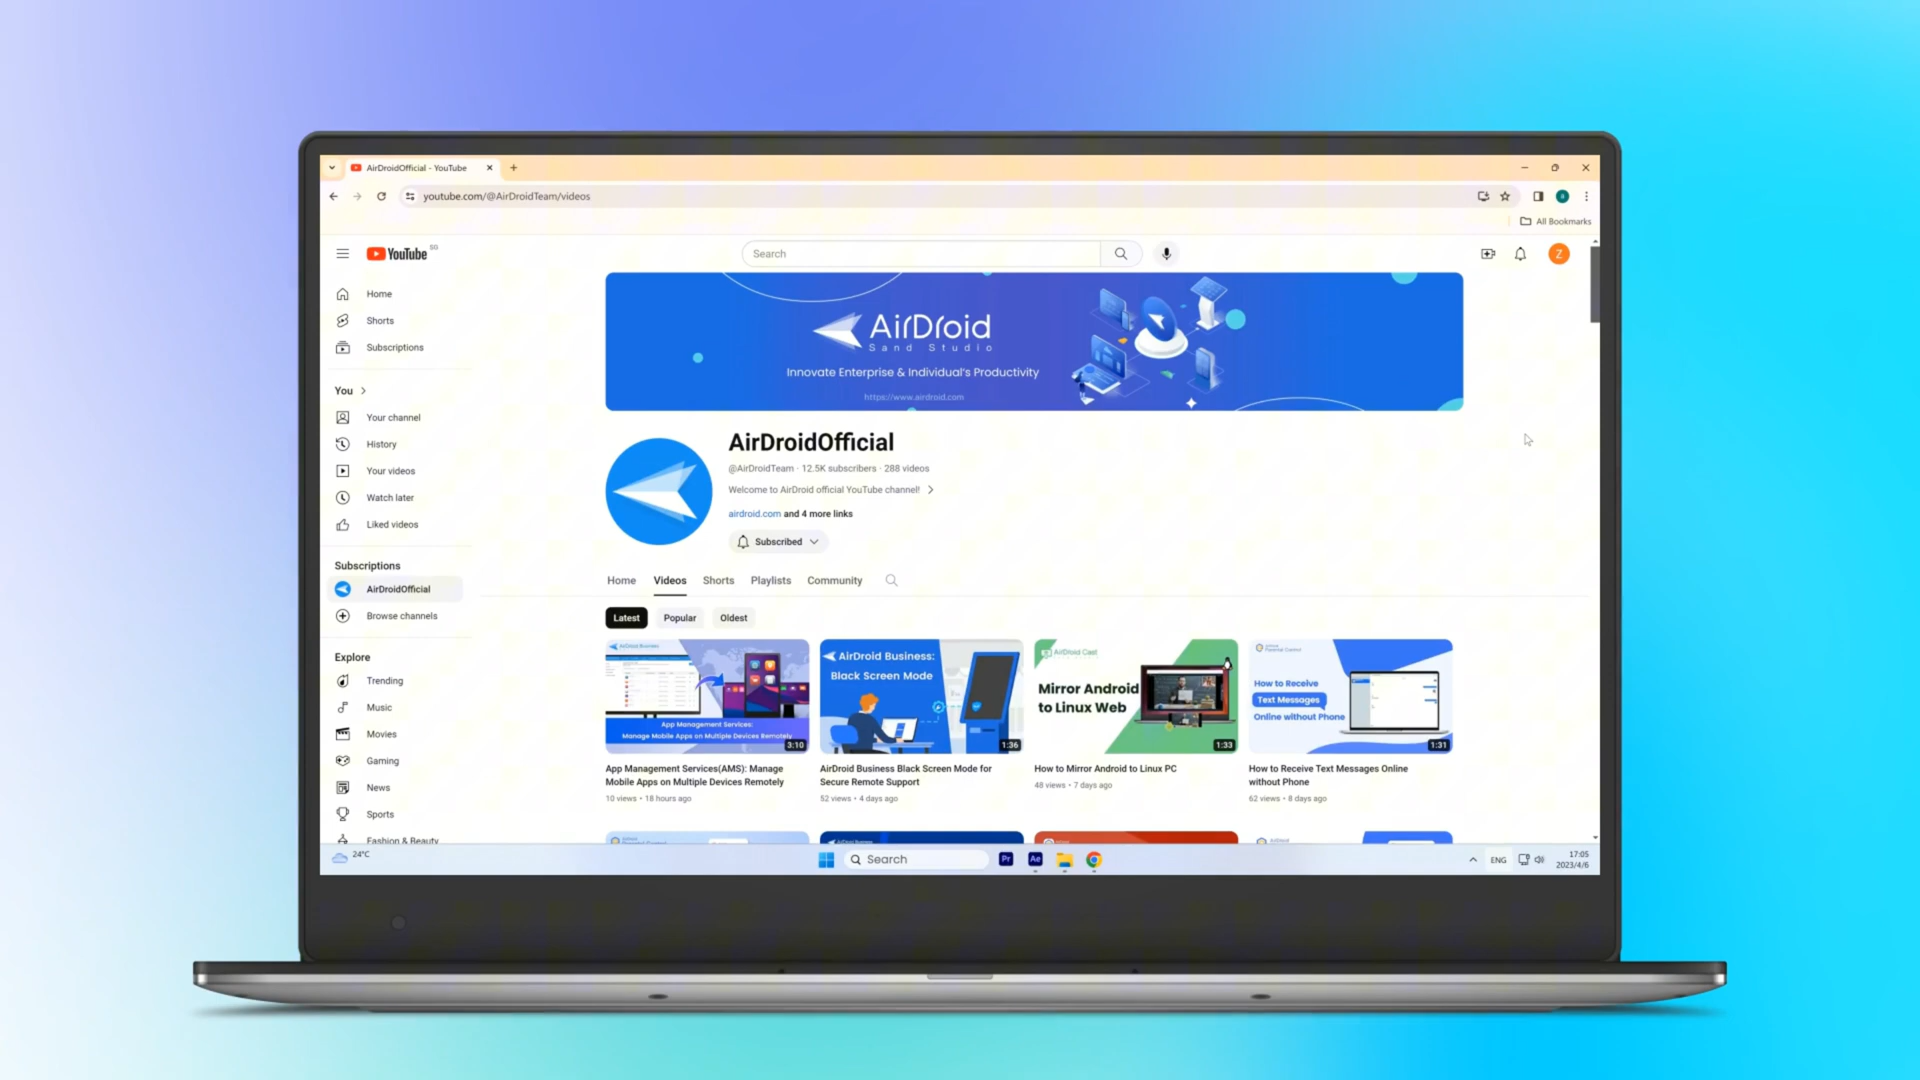 AirDroidOfficial - YouTube
youtube.com/@AirDroidTeam/videos
All Bookmarks
YouTube SG
Search
Z
Home
Shorts
Subscriptions
You
Your channel
History
Your videos
Watch later
Liked videos
Subscriptions
AirDroidOfficial
Browse channels
Explore
Trending
Music
Movies
Gaming
News
Sports
Fashion & Beauty
AirDroid
Sand Studio
Innovate Enterprise & Individual's Productivity
https://www.airdroid.com
AirDroidOfficial
@AirDroidTeam · 12.5K subscribers · 288 videos
Welcome to AirDroid official YouTube channel!
airdroid.com and 4 more links
Subscribed
Home Videos Shorts Playlists Community
Latest Popular Oldest
AirDroid Business
App Management Services:
Manage Mobile Apps on Multiple Devices Remotely
3:10
App Management Services(AMS): Manage
Mobile Apps on Multiple Devices Remotely
10 views • 18 hours ago
AirDroid Business:
Black Screen Mode
1:36
AirDroid Business Black Screen Mode for
Secure Remote Support
52 views • 4 days ago
AirDroid Cast
Mirror Android
to Linux Web
1:33
How to Mirror Android to Linux PC
48 views • 7 days ago
Parental Control
How to Receive
Text Messages
Online without Phone
1:31
How to Receive Text Messages Online
without Phone
62 views • 8 days ago
24°C
Search
Pr
Ae
ENG
17:05
2023/4/6